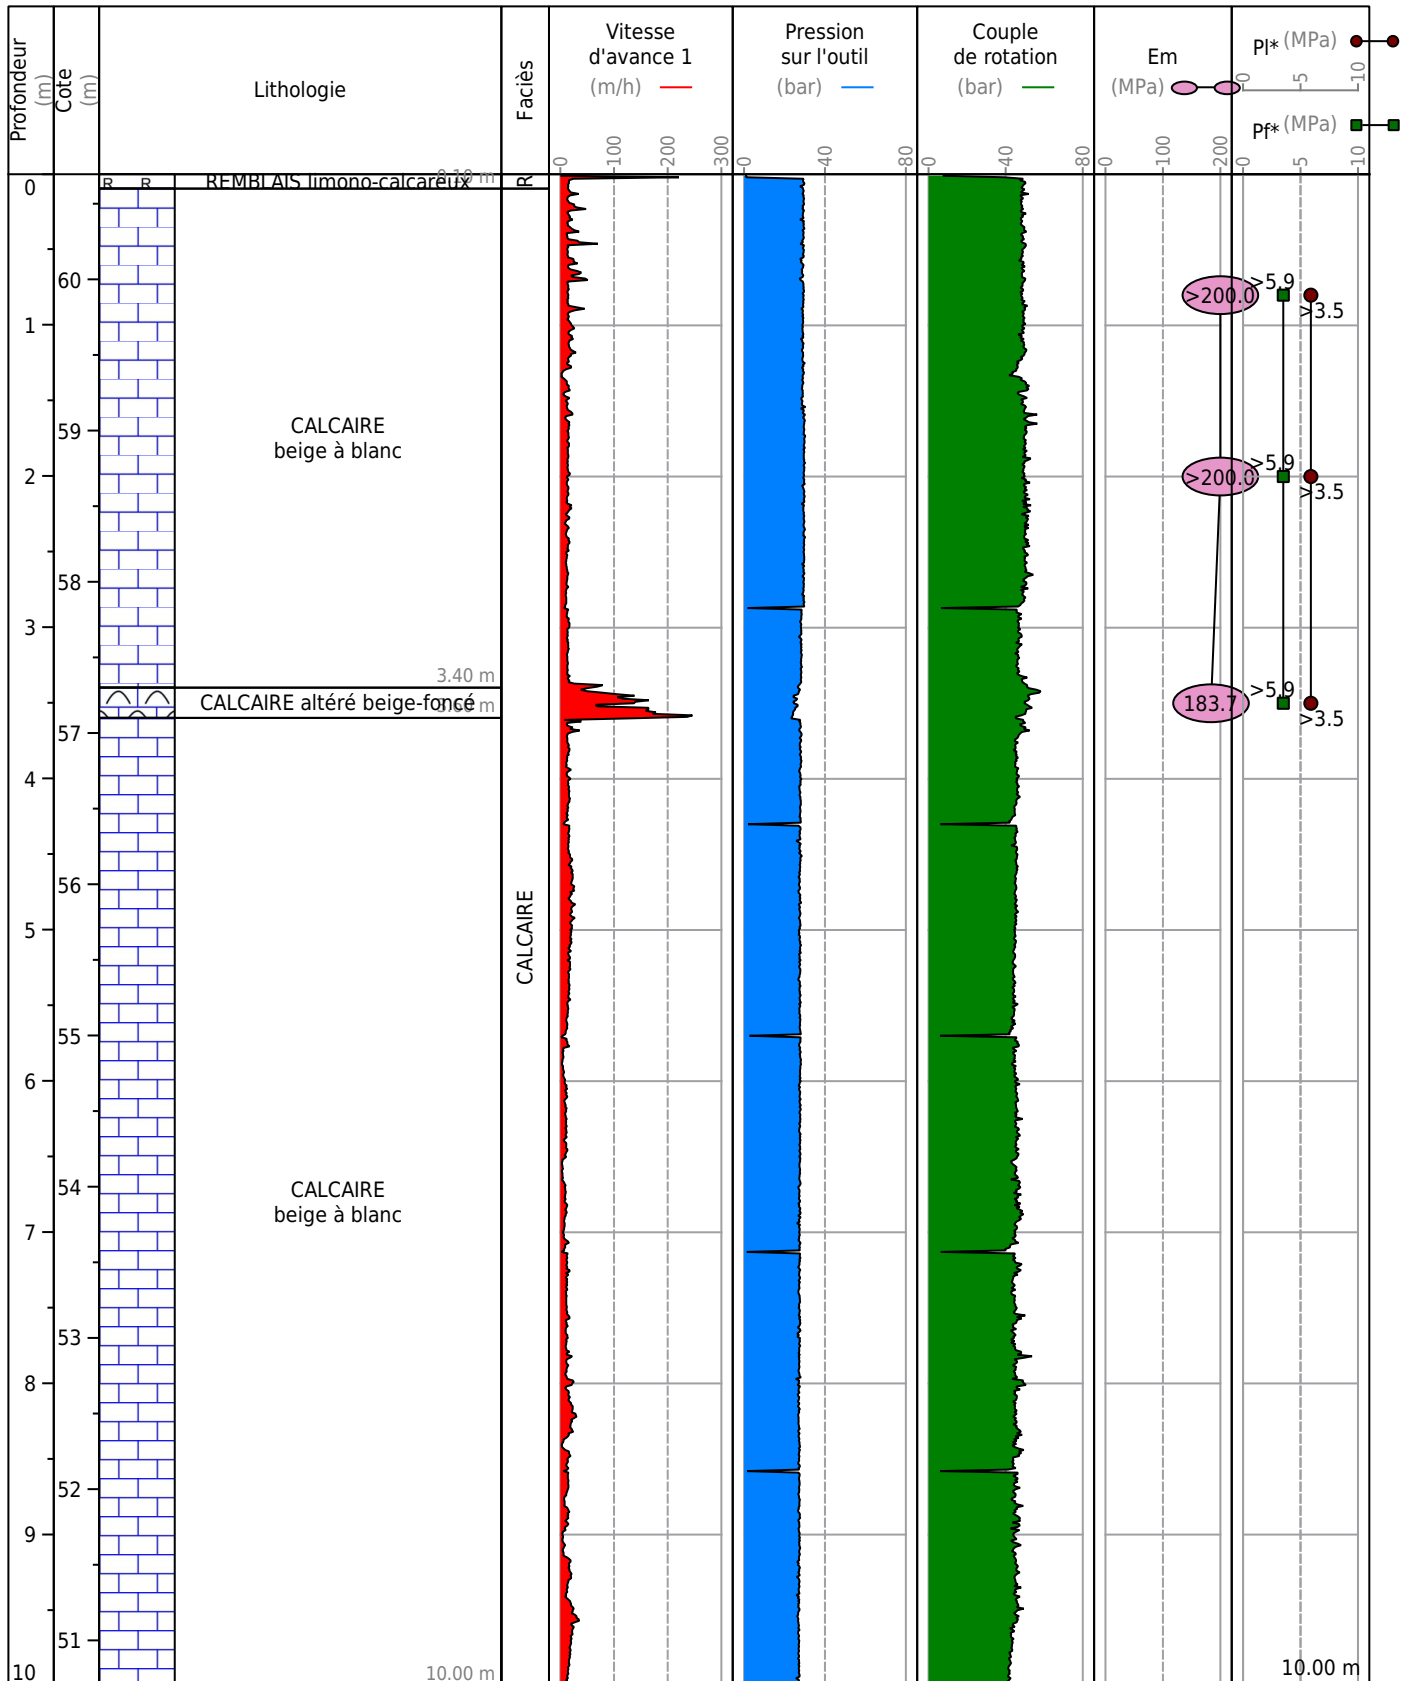 Profondeur
(m)
Cote
(m)
Lithologie
Faciès
Vitesse
d'avance 1
(m/h)
0 100 200 300
Pression
sur l'outil
(bar)
0 40 80
Couple
de rotation
(bar)
0 40 80
Em
(MPa)
0 100 200
Pl* (MPa)
0 5 10
Pf* (MPa)
0 5 10
0
R R
REMBLAIS limono-calcareux
0.10 m
R
60
>200.0
>5.9
>3.5
1
CALCAIRE
beige à blanc
59
2
>200.0
>5.9
>3.5
58
3
3.40 m
CALCAIRE altéré beige-foncé
3.60 m
183.7
>5.9
>3.5
57
4
56
5
CALCAIRE
55
6
54
CALCAIRE
beige à blanc
7
53
8
52
9
51
10
10.00 m
10.00 m